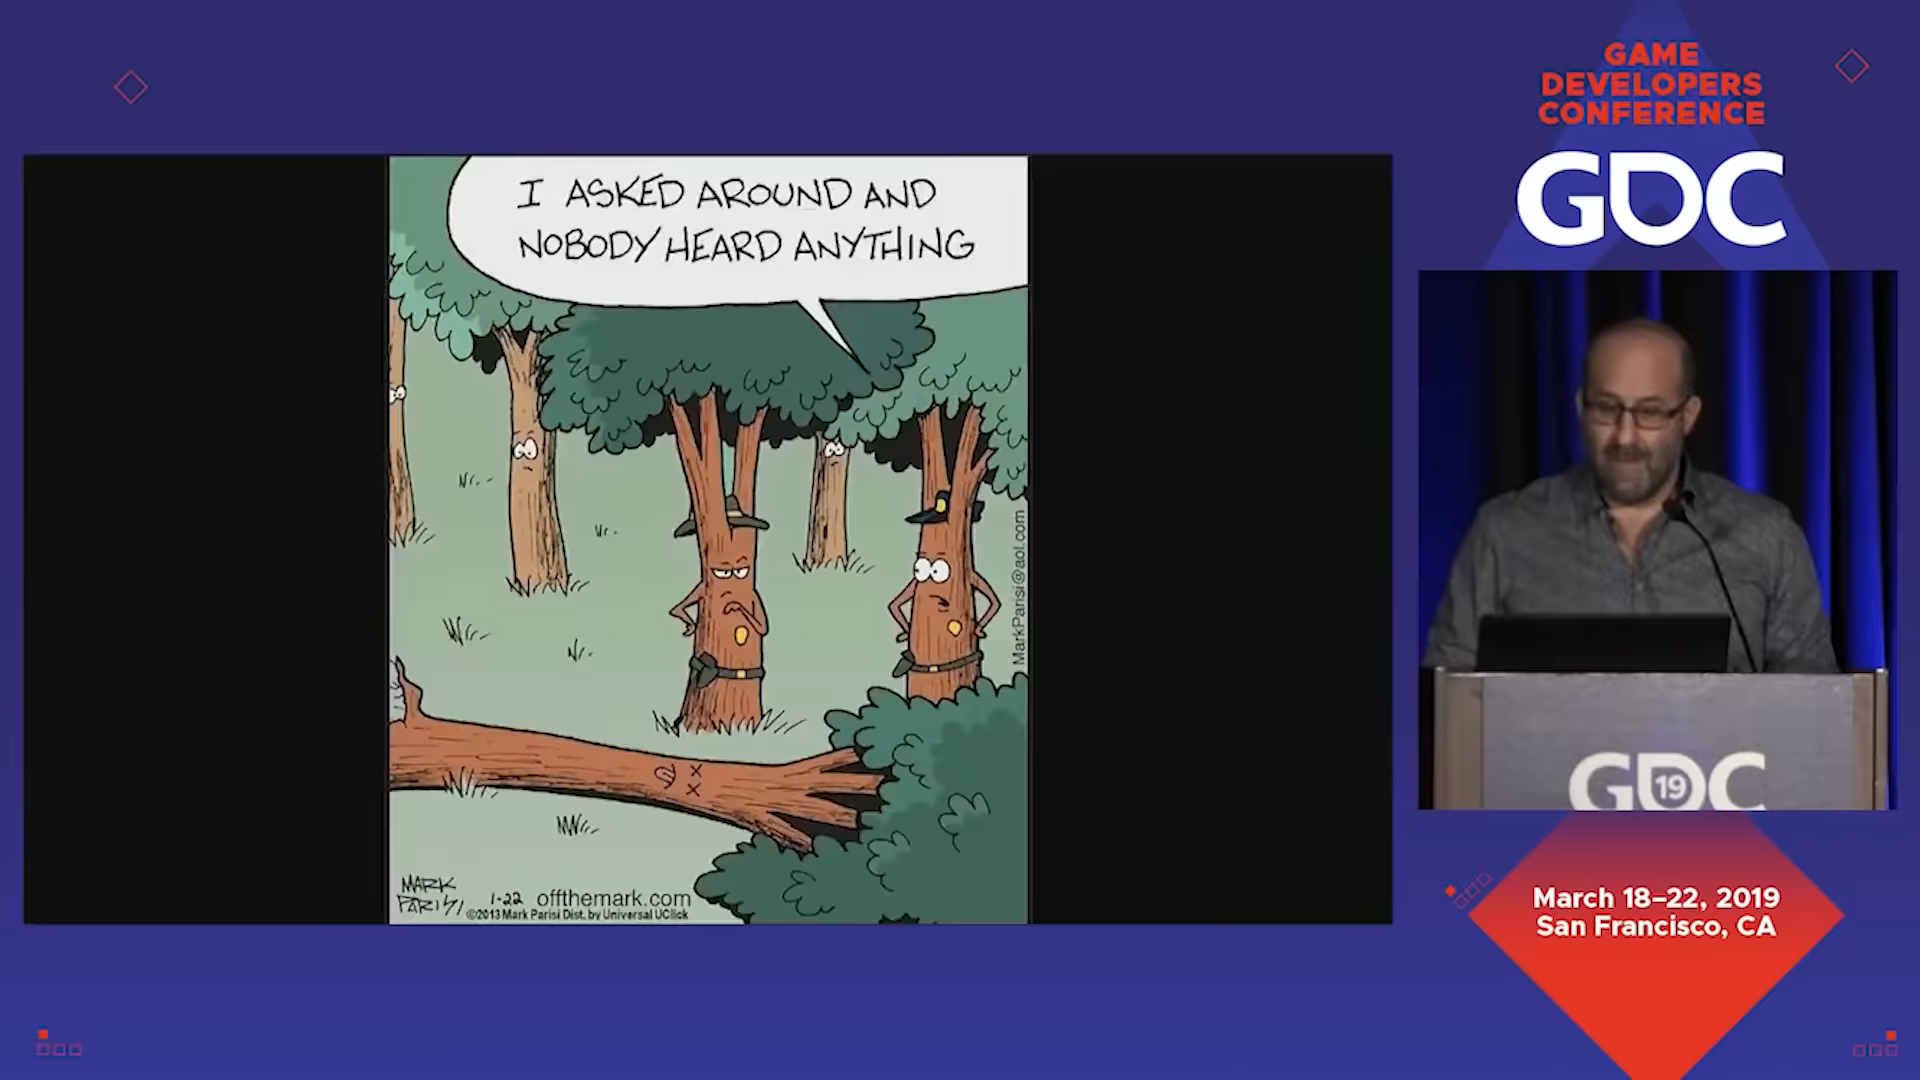 I ASKED AROUND AND
NOBODY HEARD ANYTHING
MarkParisi@aol.com
MARK
PARISI
1-22 offthemark.com
©2013 Mark Parisi Dist. by Universal UClick
GAME
DEVELOPERS
CONFERENCE
GDC
GDC
19
March 18–22, 2019
San Francisco, CA